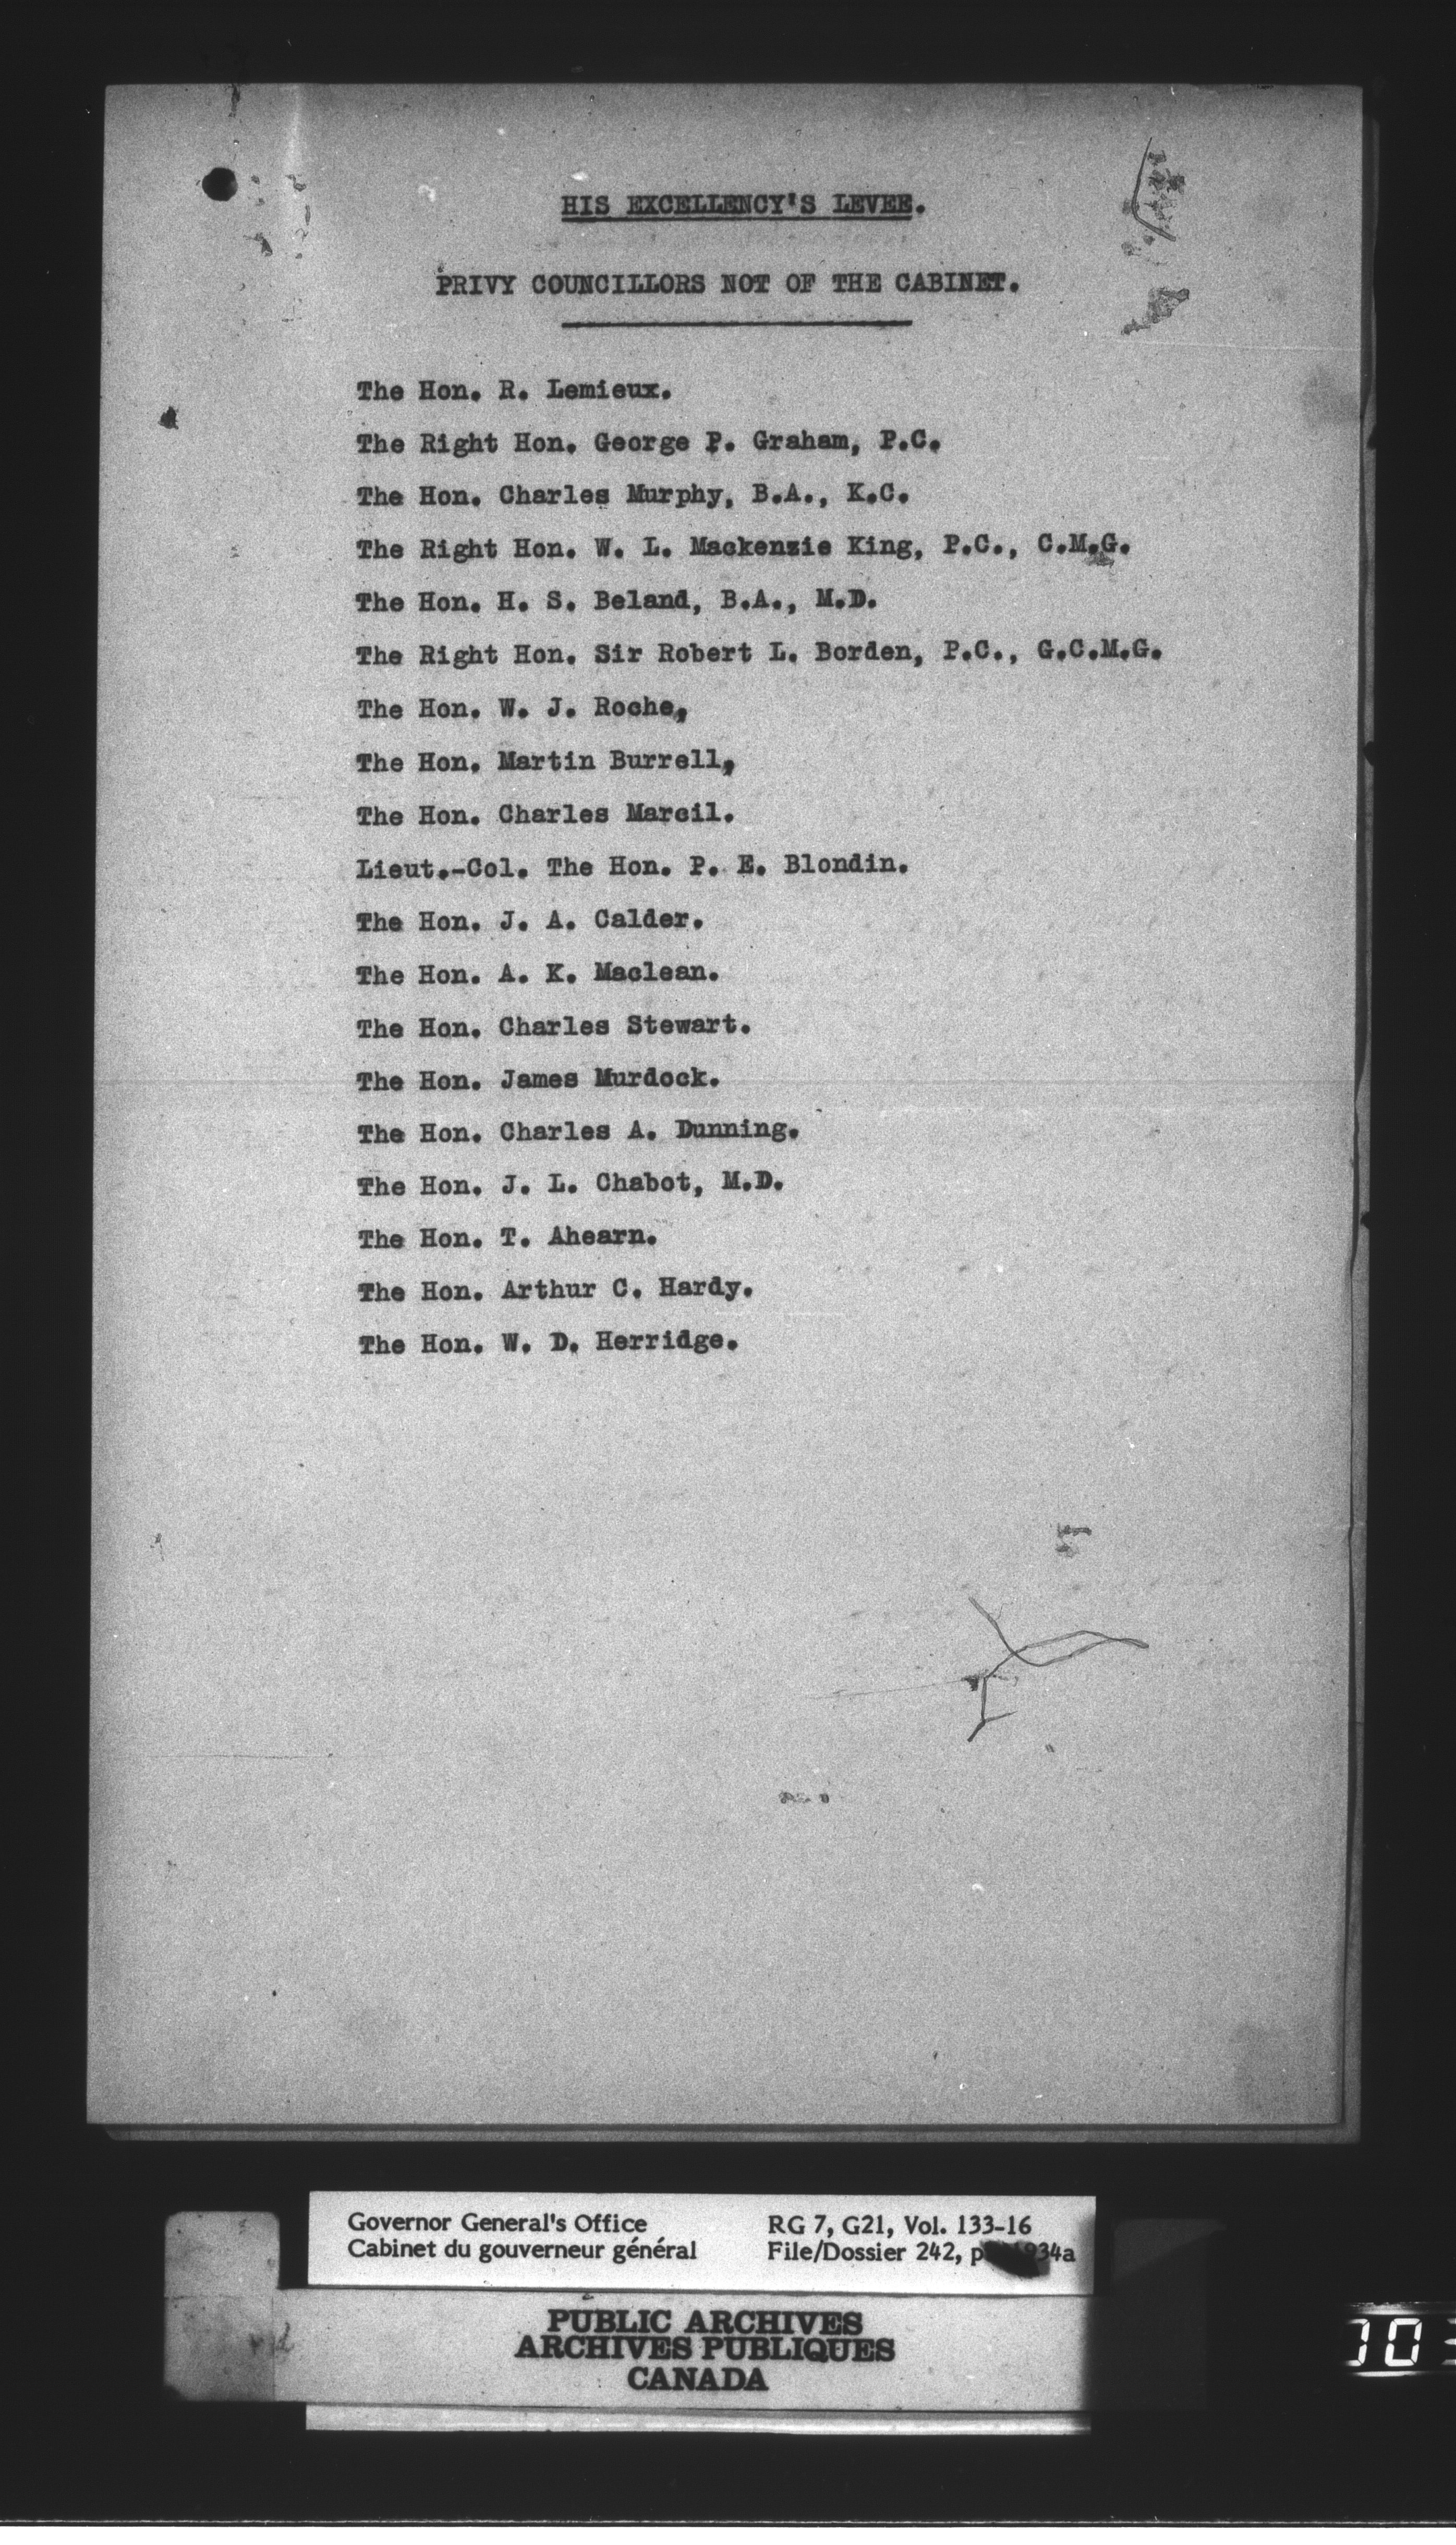 HIS EXCELLENCY'S LEVEE.
PRIVY COUNCILLORS NOT OF THE CABINET.
The Hon. R. Lemieux.
The Right Hon. George P. Graham, P.C.
The Hon. Charles Murphy, B.A., K.C.
The Right Hon. W. L. Mackenzie King, P.C., C.M.G.
The Hon. H. S. Beland, B.A., M.D.
The Right Hon. Sir Robert L. Borden, P.C., G.C.M.G.
The Hon. W. J. Roche,
The Hon. Martin Burrell,
The Hon. Charles Marcil.
Lieut.-Col. The Hon. P. E. Blondin.
The Hon. J. A. Calder.
The Hon. A. K. Maclean.
The Hon. Charles Stewart.
The Hon. James Murdock.
The Hon. Charles A. Dunning.
The Hon. J. L. Chabot, M.D.
The Hon. T. Ahearn.
The Hon. Arthur C. Hardy.
The Hon. W. D. Herridge.
Governor General's Office RG 7, G21, Vol. 133-16
Cabinet du gouverneur général File/Dossier 242,
PUBLIC ARCHIVES
ARCHIVES PUBLIQUES
CANADA